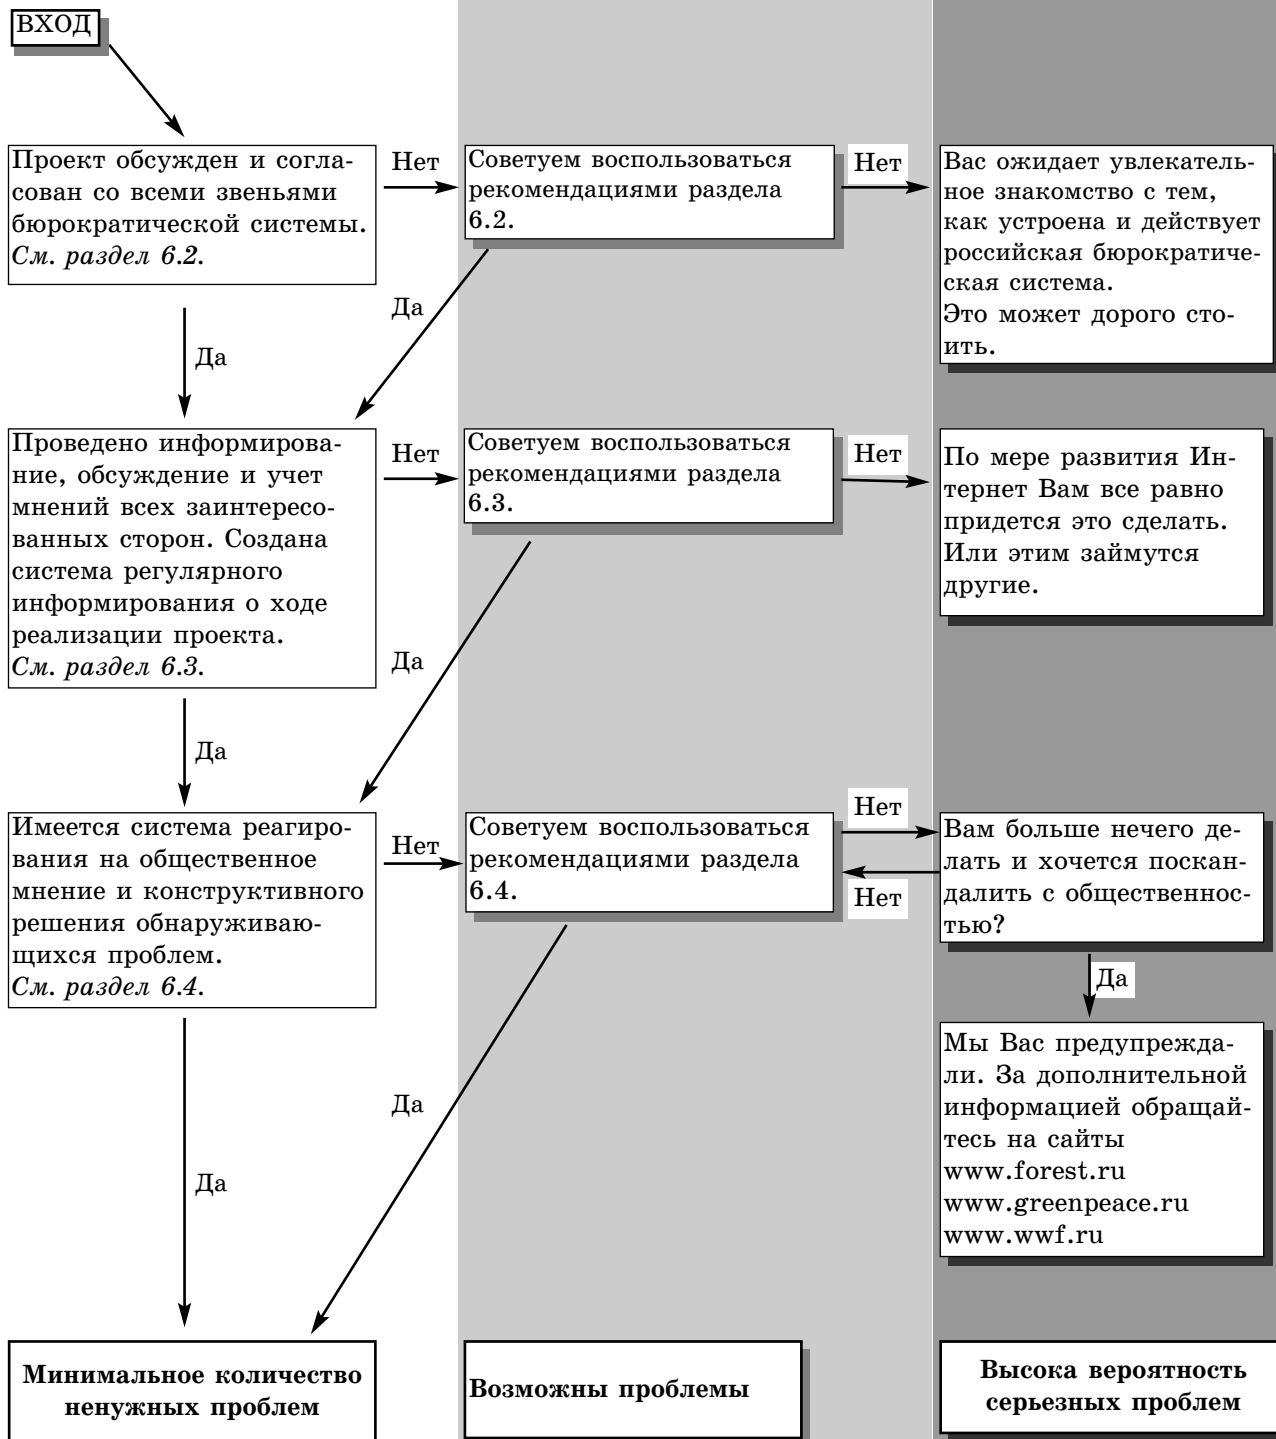 ВХОД
Проект обсужден и согла-
сован со всеми звеньями
бюрократической системы.
См. раздел 6.2.
Нет
Советуем воспользоваться
рекомендациями раздела
6.2.
Нет
Вас ожидает увлекатель-
ное знакомство с тем,
как устроена и действует
российская бюрократиче-
ская система.
Это может дорого сто-
ить.
Да
Да
Проведено информирова-
ние, обсуждение и учет
мнений всех заинтересо-
ванных сторон. Создана
система регулярного
информирования о ходе
реализации проекта.
См. раздел 6.3.
Нет
Советуем воспользоваться
рекомендациями раздела
6.3.
Нет
По мере развития Ин-
тернет Вам все равно
придется это сделать.
Или этим займутся
другие.
Да
Да
Имеется система реагиро-
вания на общественное
мнение и конструктивного
решения обнаруживаю-
щихся проблем.
См. раздел 6.4.
Нет
Советуем воспользоваться
рекомендациями раздела
6.4.
Нет
Нет
Вам больше нечего де-
лать и хочется поскан-
далить с общественнос-
тью?
Да
Мы Вас предупрежда-
ли. За дополнительной
информацией обращай-
тесь на сайты
www.forest.ru
www.greenpeace.ru
www.wwf.ru
Да
Да
Минимальное количество
ненужных проблем
Возможны проблемы
Высока вероятность
серьезных проблем